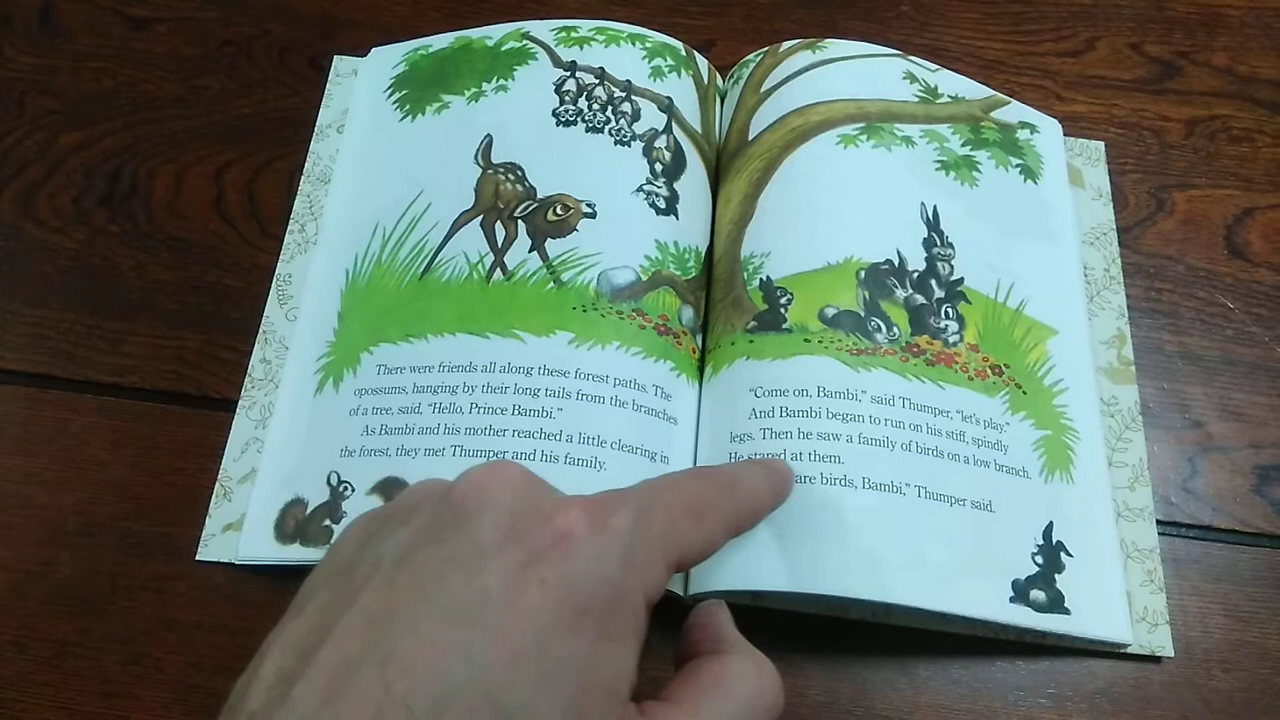 There were friends all along these forest paths. The
opossums, hanging by their long tails from the branches
of a tree, said, “Hello, Prince Bambi.”
As Bambi and his mother reached a little clearing in
the forest, they met Thumper and his family.
“Come on, Bambi,” said Thumper, “let’s play.”
And Bambi began to run on his stiff, spindly
legs. Then he saw a family of birds on a low branch.
He stared at them.
are birds, Bambi,” Thumper said.